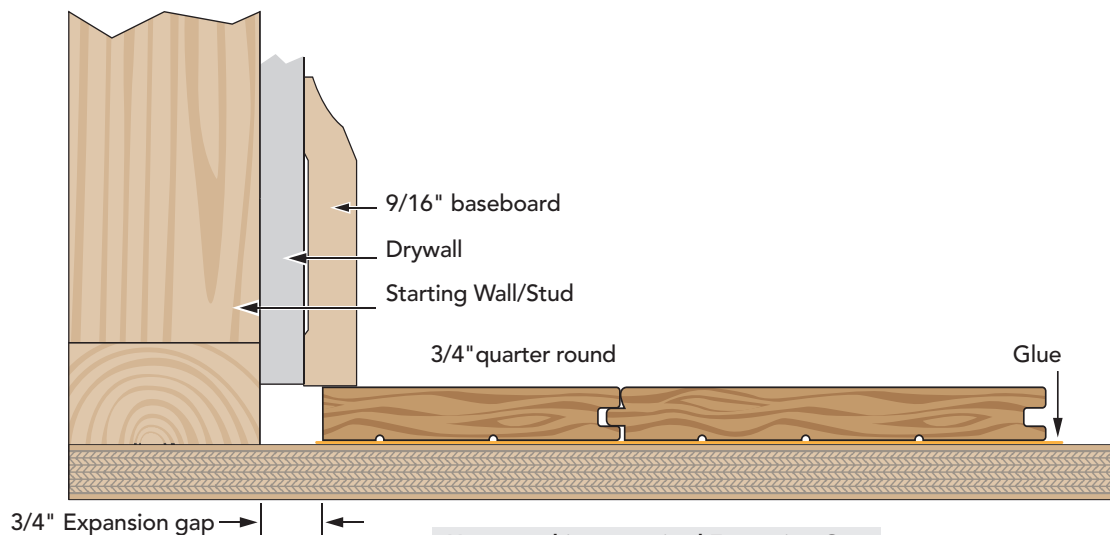 9/16" baseboard
Drywall
Starting Wall/Stud
3/4"quarter round
Glue
3/4" Expansion gap